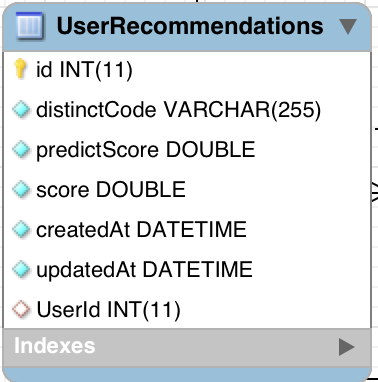 UserRecommendations
id INT(11)
distinctCode VARCHAR(255)
predictScore DOUBLE
score DOUBLE
createdAt DATETIME
updatedAt DATETIME
UserId INT(11)
Indexes